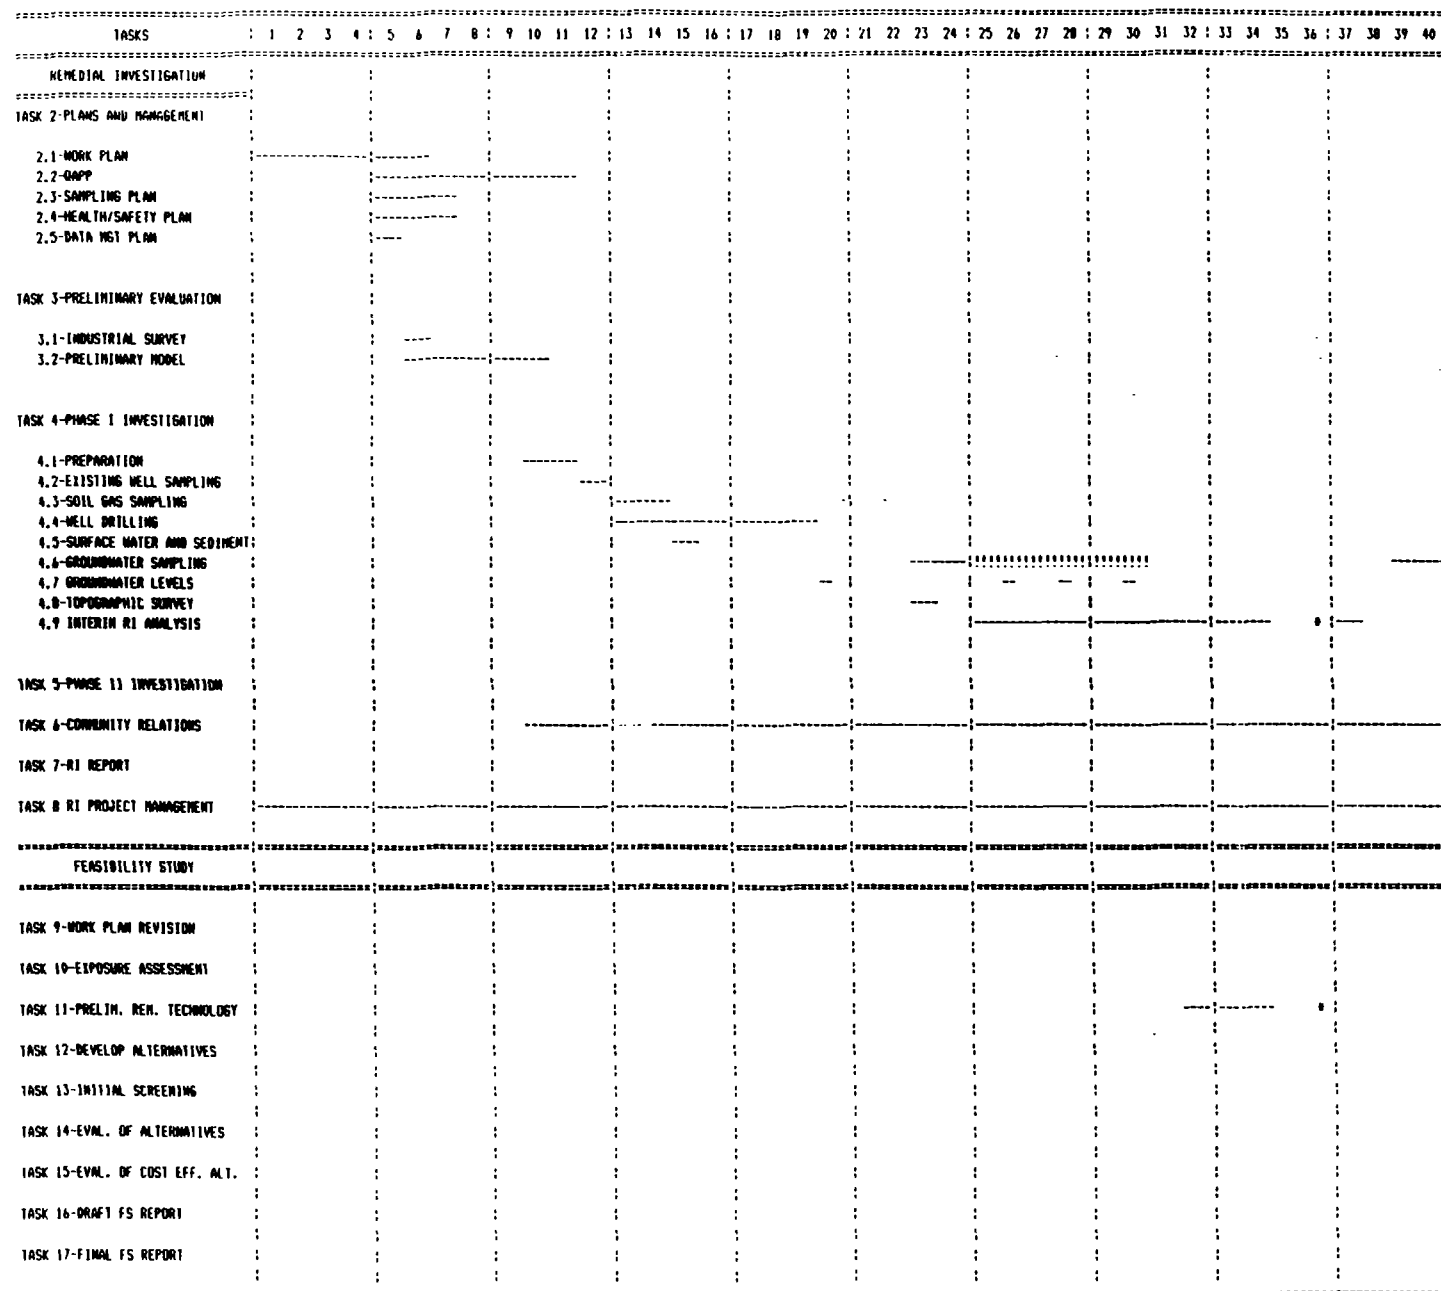 TASKS : 1 2 3 4 : 5 6 7 8 : 9 10 11 12 : 13 14 15 16 : 17 18 19 20 : 21 22 23 24 : 25 26 27 28 : 29 30 31 32 : 33 34 35 36 : 37 38 39 40
REMEDIAL INVESTIGATION
TASK 2-PLANS AND MANAGEMENT
2.1-WORK PLAN
2.2-QAPP
2.3-SAMPLING PLAN
2.4-HEALTH/SAFETY PLAN
2.5-DATA MGT PLAN
TASK 3-PRELIMINARY EVALUATION
3.1-INDUSTRIAL SURVEY
3.2-PRELIMINARY MODEL
TASK 4-PHASE I INVESTIGATION
4.1-PREPARATION
4.2-EXISTING WELL SAMPLING
4.3-SOIL GAS SAMPLING
4.4-WELL DRILLING
4.5-SURFACE WATER AND SEDIMENT
4.6-GROUNDWATER SAMPLING
4.7 GROUNDWATER LEVELS
4.8-TOPOGRAPHIC SURVEY
4.9 INTERIM RI ANALYSIS
TASK 5-PHASE II INVESTIGATION
TASK 6-COMMUNITY RELATIONS
TASK 7-RI REPORT
TASK 8 RI PROJECT MANAGEMENT
FEASIBILITY STUDY
TASK 9-WORK PLAN REVISION
TASK 10-EXPOSURE ASSESSMENT
TASK 11-PRELIM. REM. TECHNOLOGY
TASK 12-DEVELOP ALTERNATIVES
TASK 13-INITIAL SCREENING
TASK 14-EVAL. OF ALTERNATIVES
TASK 15-EVAL. OF COST EFF. ALT.
TASK 16-DRAFT FS REPORT
TASK 17-FINAL FS REPORT